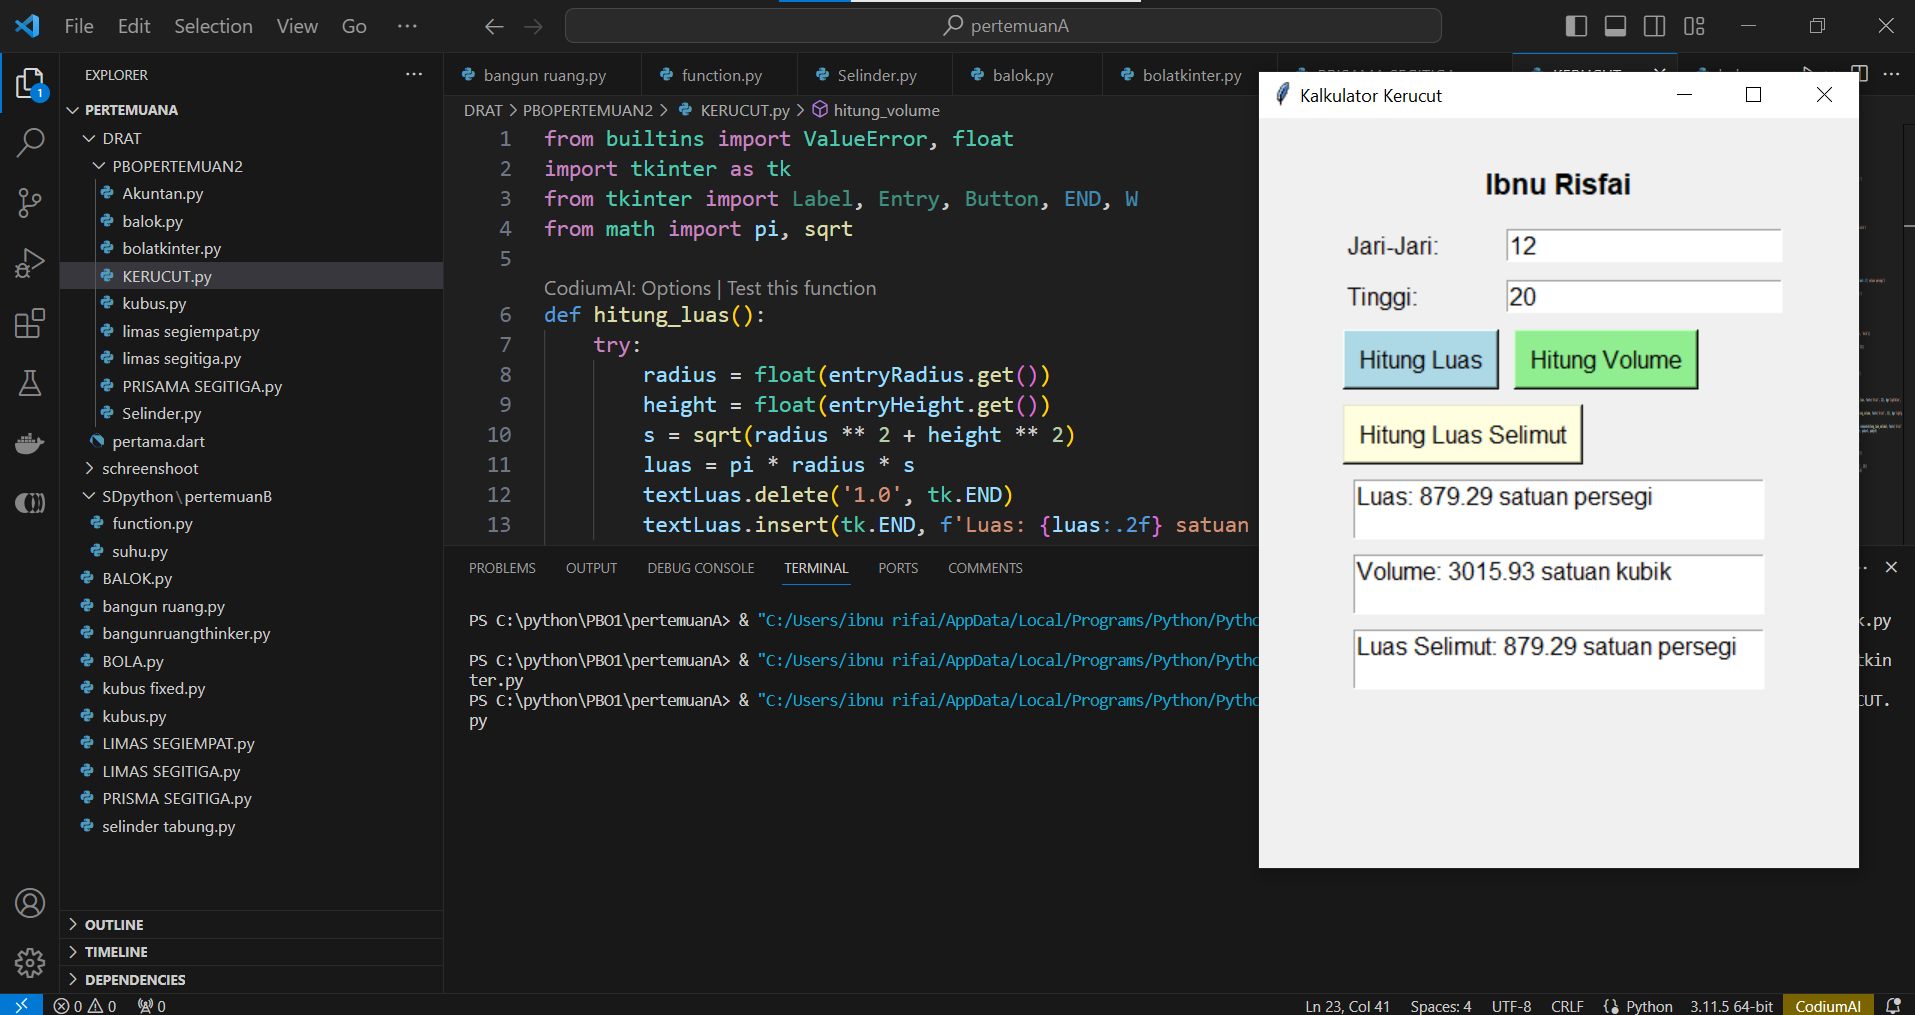 File Edit Selection View Go ···
pertemuanA
EXPLORER
PERTEMUANA
DRAT
PBOPERTEMUAN2
Akuntan.py
balok.py
bolatkinter.py
KERUCUT.py
kubus.py
limas segiempat.py
limas segitiga.py
PRISAMA SEGITIGA.py
Selinder.py
pertama.dart
schreenshoot
SDpython\pertemuanB
function.py
suhu.py
BALOK.py
bangun ruang.py
bangunruangthinker.py
BOLA.py
kubus fixed.py
kubus.py
LIMAS SEGIEMPAT.py
LIMAS SEGITIGA.py
PRISMA SEGITIGA.py
selinder tabung.py
OUTLINE
TIMELINE
DEPENDENCIES
1
bangun ruang.py function.py Selinder.py balok.py bolatkinter.py
DRAT > PBOPERTEMUAN2 > KERUCUT.py > hitung_volume
1 from builtins import ValueError, float
2 import tkinter as tk
3 from tkinter import Label, Entry, Button, END, W
4 from math import pi, sqrt
5
CodiumAI: Options | Test this function
6 def hitung_luas():
7 try:
8 radius = float(entryRadius.get())
9 height = float(entryHeight.get())
10 s = sqrt(radius ** 2 + height ** 2)
11 luas = pi * radius * s
12 textLuas.delete('1.0', tk.END)
13 textLuas.insert(tk.END, f'Luas: {luas:.2f} satuan
PROBLEMS OUTPUT DEBUG CONSOLE TERMINAL PORTS COMMENTS
PS C:\python\PBO1\pertemuanA> & "C:/Users/ibnu rifai/AppData/Local/Programs/Python/Pytho k.py
PS C:\python\PBO1\pertemuanA> & "C:/Users/ibnu rifai/AppData/Local/Programs/Python/Pytho tkin
ter.py
PS C:\python\PBO1\pertemuanA> & "C:/Users/ibnu rifai/AppData/Local/Programs/Python/Pytho CUT.
py
Kalkulator Kerucut
Ibnu Risfai
Jari-Jari: 12
Tinggi: 20
Hitung Luas Hitung Volume
Hitung Luas Selimut
Luas: 879.29 satuan persegi
Volume: 3015.93 satuan kubik
Luas Selimut: 879.29 satuan persegi
0 0 0 Ln 23, Col 41 Spaces: 4 UTF-8 CRLF Python 3.11.5 64-bit CodiumAI